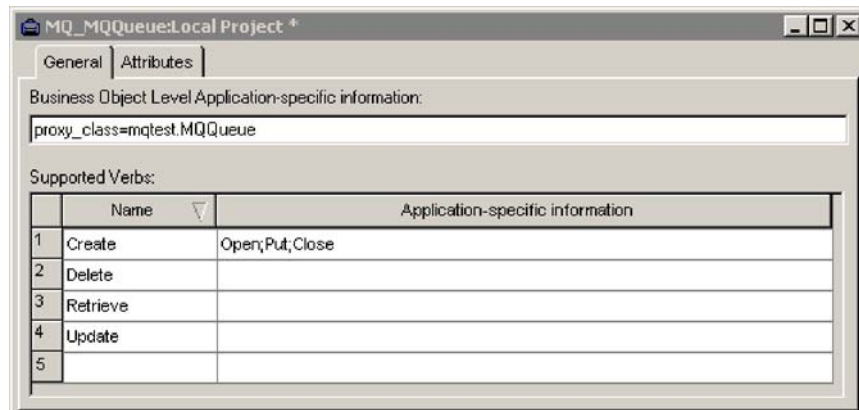 MQ_MQQueue:Local Project *
General Attributes
Business Object Level Application-specific information:
proxy_class=mqtest.MQQueue
Supported Verbs:
Name Application-specific information
1 Create Open;Put;Close
2 Delete
3 Retrieve
4 Update
5